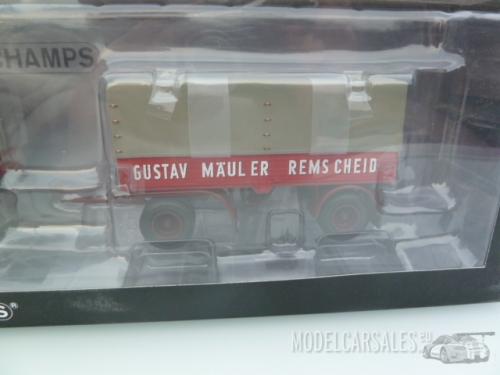 CHAMPS
GUSTAV MÄULER REMSCHEID
S®
MODELCARSALES.eu